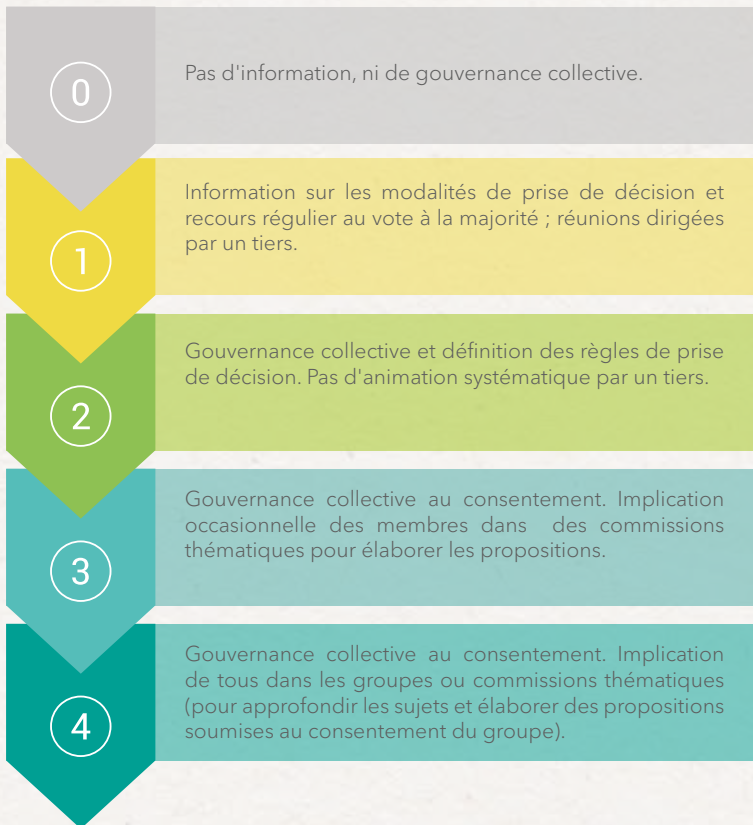 0
Pas d'information, ni de gouvernance collective.
1
Information sur les modalités de prise de décision et
recours régulier au vote à la majorité ; réunions dirigées
par un tiers.
2
Gouvernance collective et définition des règles de prise
de décision. Pas d'animation systématique par un tiers.
3
Gouvernance collective au consentement. Implication
occasionnelle des membres dans des commissions
thématiques pour élaborer les propositions.
4
Gouvernance collective au consentement. Implication
de tous dans les groupes ou commissions thématiques
(pour approfondir les sujets et élaborer des propositions
soumises au consentement du groupe).